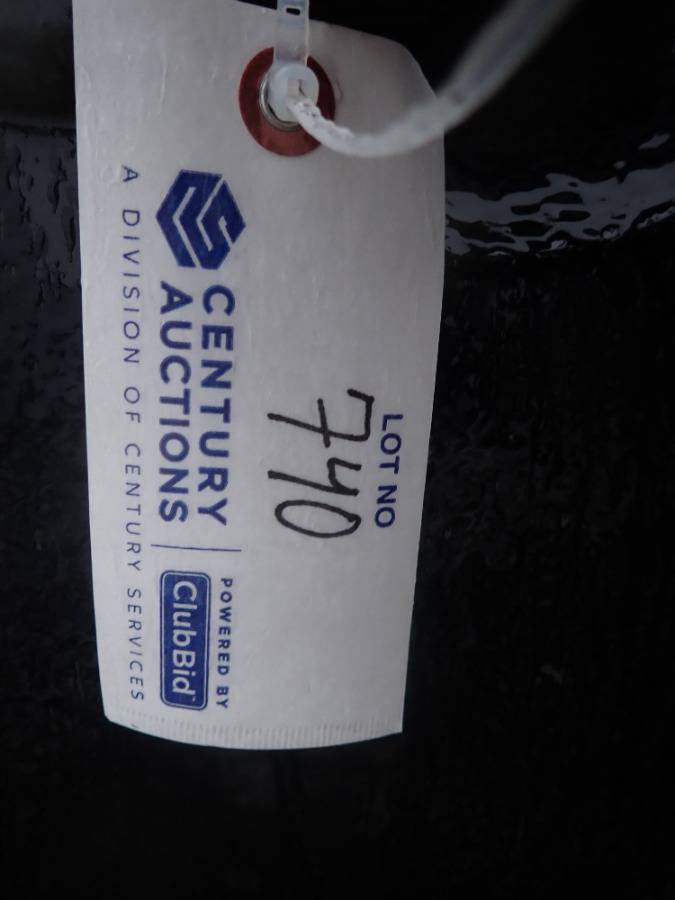 LOT NO
740
CENTURY
AUCTIONS
POWERED BY
ClubBid
A DIVISION OF CENTURY SERVICES